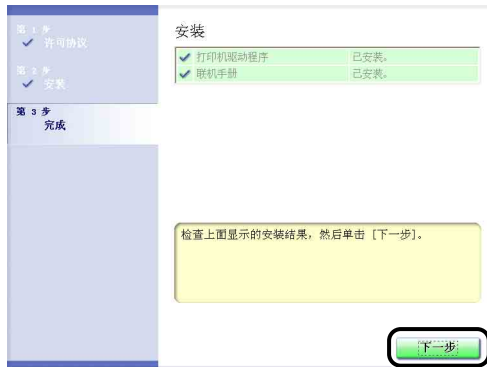 第 1 步
许可协议
第 2 步
安装
第 3 步
完成
安装
打印机驱动程序 已安装。
联机手册 已安装。
检查上面显示的安装结果，然后单击 [下一步]。
下一步